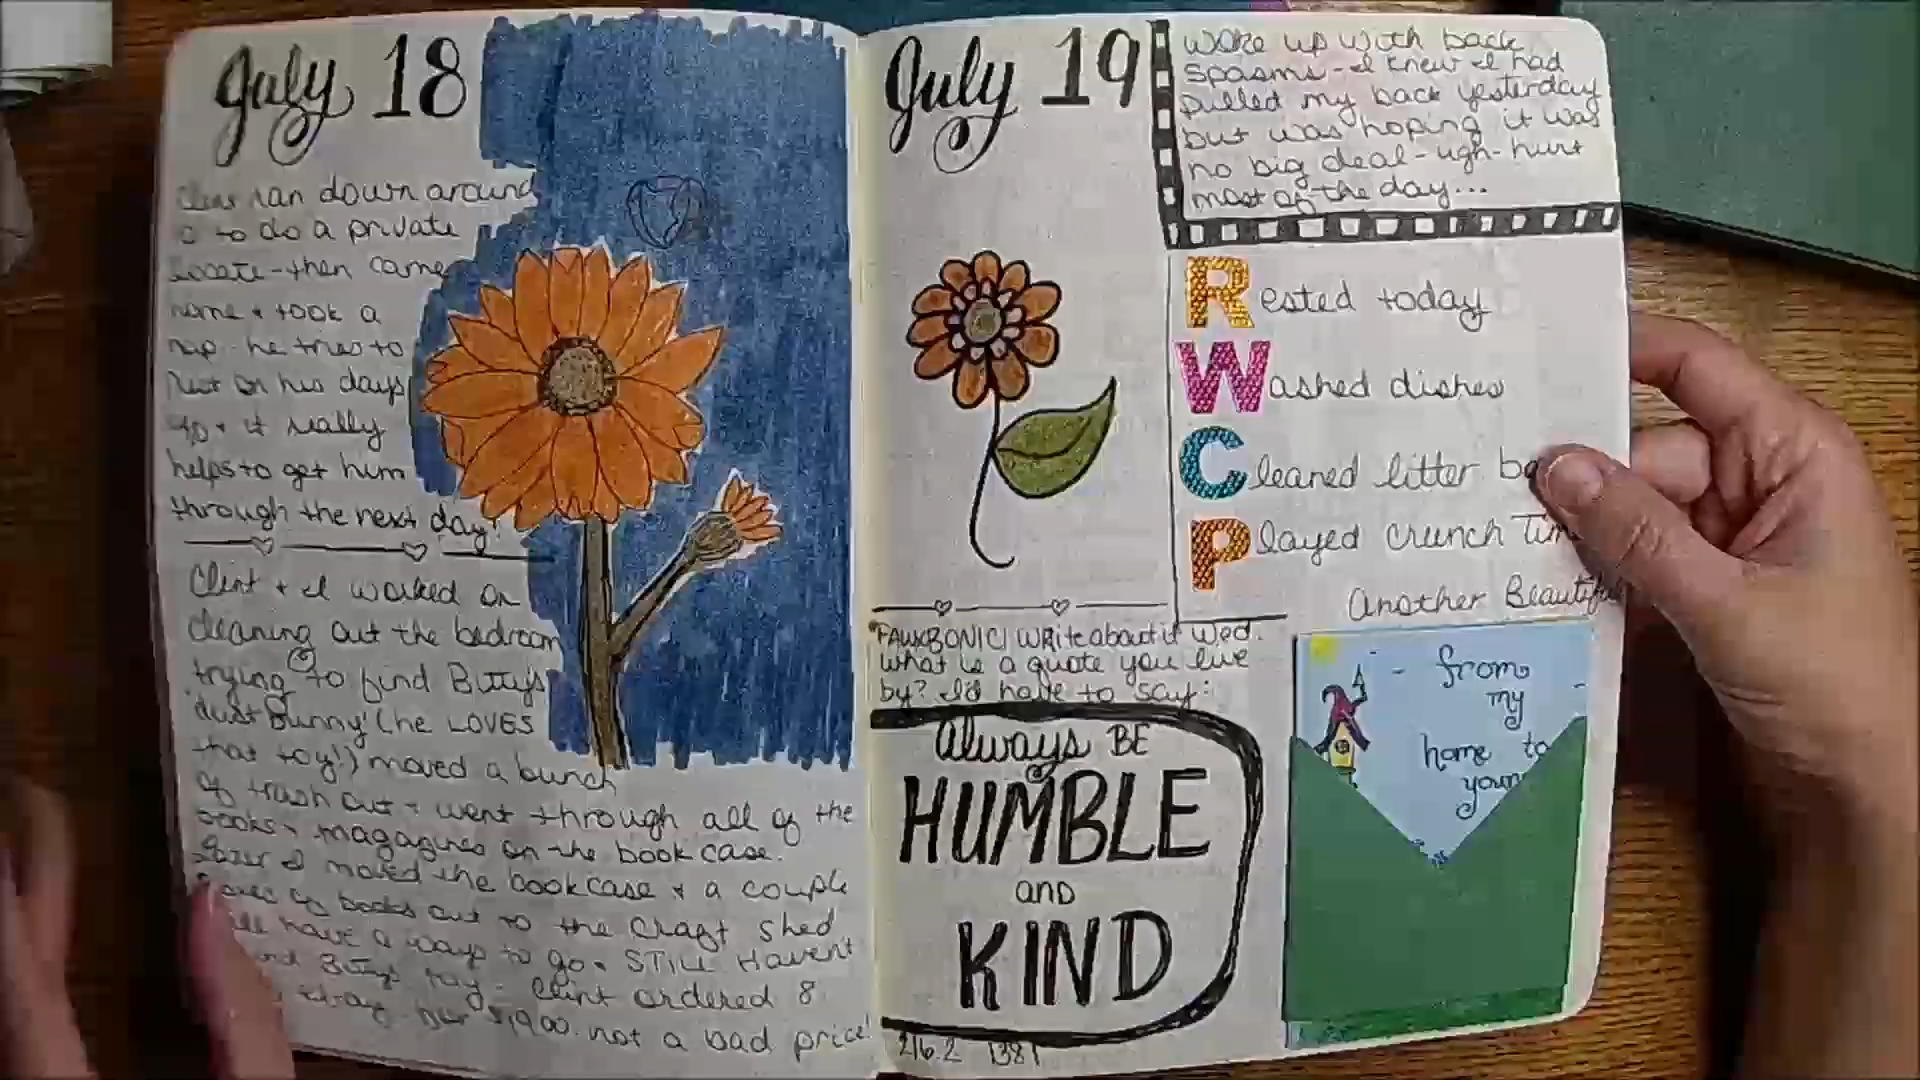 July 18
Clint ran down around
to do a private
locate - then came
home + took a
nap - he tries to
rest on his days
+ it really
helps to get him
through the next day!
Clint + I worked on
cleaning out the bedroom
trying to find Bitty's
'dust bunny' (he LOVES
that toy!) moved a bunch
of trash out + went through all of the
books + magazines on the book case.
Later I moved the bookcase + a couple
of books out to the craft shed
have a ways to go + STILL Haven't
toy - Clint ordered 8
not a bad price!
July 19
Woke up with back
spasms - I knew I had
pulled my back yesterday
but was hoping it was
no big deal - ugh - hurt
most of the day...
Rested today
Washed dishes
Cleaned litter
Played Crunch
Another Beautiful
FAUXBONICI Write about it Wed.
what is a quote you live
by? I'd have to say:
Always BE
HUMBLE
and
KIND
from
my
home to
216.2 138